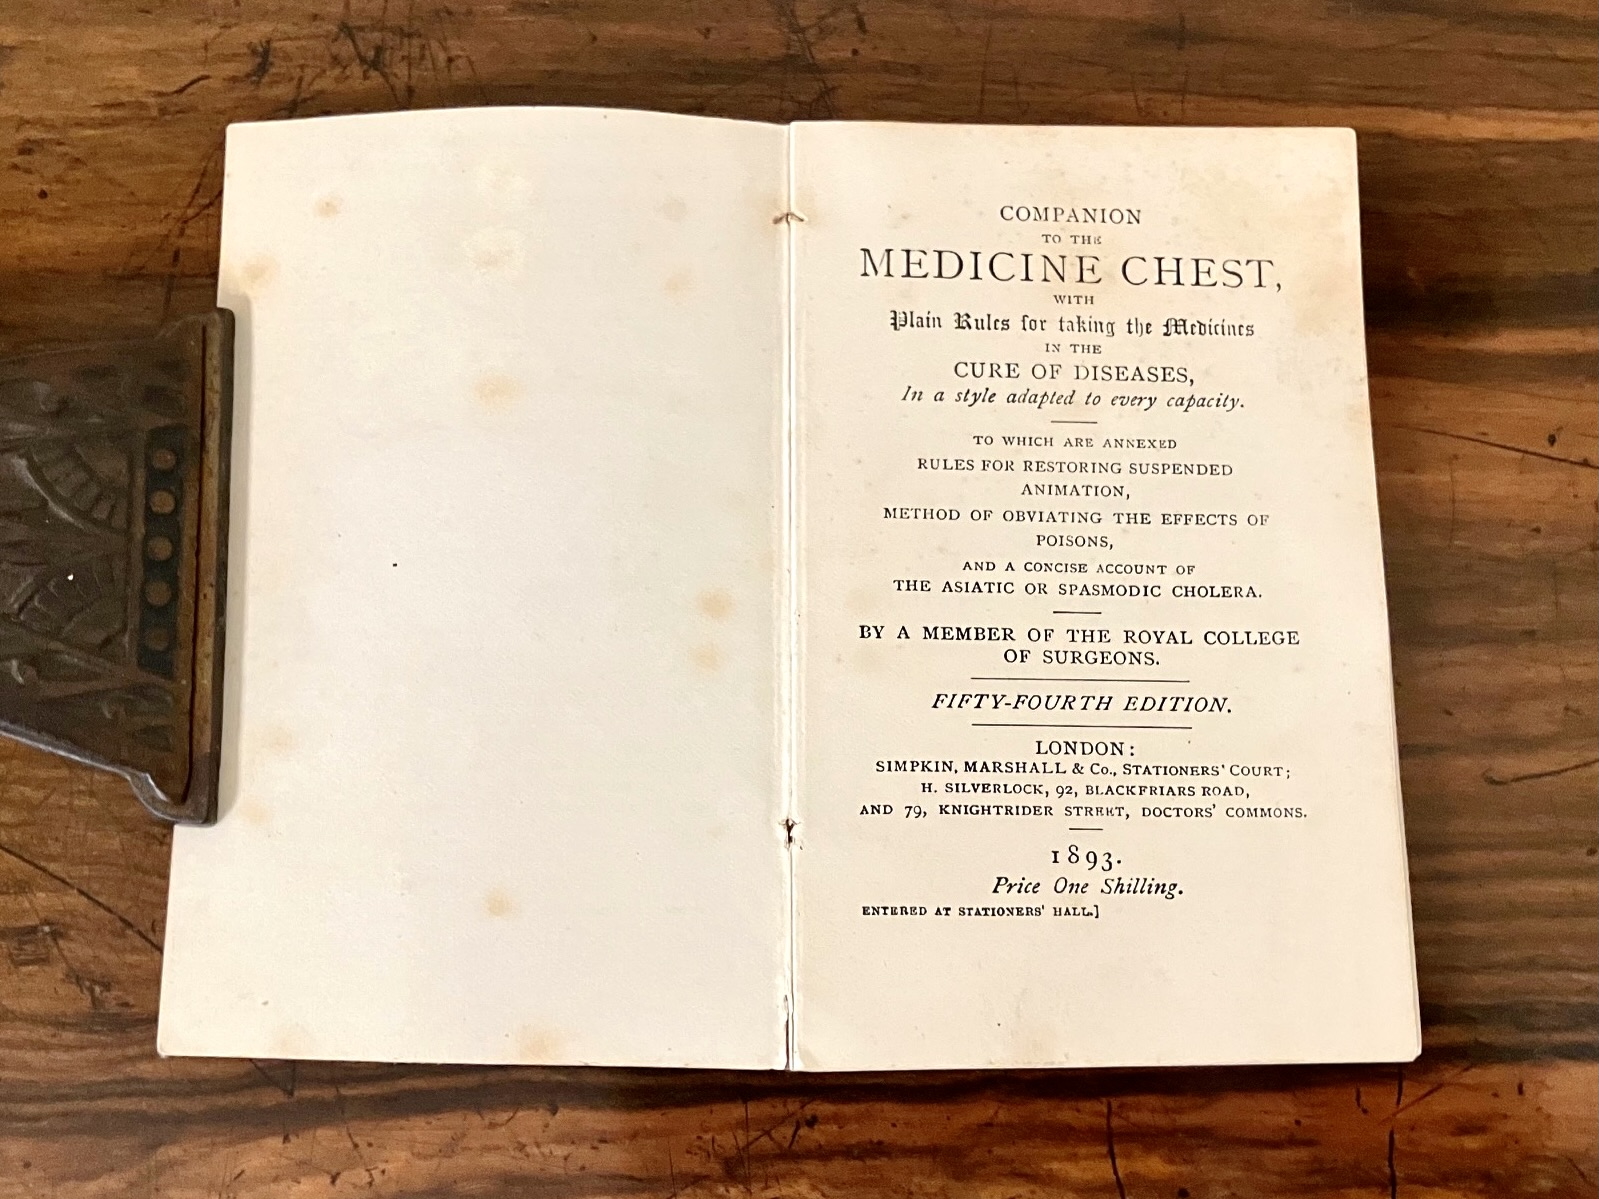 COMPANION
TO THE
MEDICINE CHEST,
WITH
Plain Rules for taking the Medicines
IN THE
CURE OF DISEASES,
In a style adapted to every capacity.
TO WHICH ARE ANNEXED
RULES FOR RESTORING SUSPENDED
ANIMATION,
METHOD OF OBVIATING THE EFFECTS OF
POISONS,
AND A CONCISE ACCOUNT OF
THE ASIATIC OR SPASMODIC CHOLERA.
BY A MEMBER OF THE ROYAL COLLEGE
OF SURGEONS.
FIFTY-FOURTH EDITION.
LONDON:
SIMPKIN, MARSHALL & Co., STATIONERS' COURT;
H. SILVERLOCK, 92, BLACKFRIARS ROAD,
AND 79, KNIGHTRIDER STREET, DOCTORS' COMMONS.
1893.
Price One Shilling.
ENTERED AT STATIONERS' HALL.]